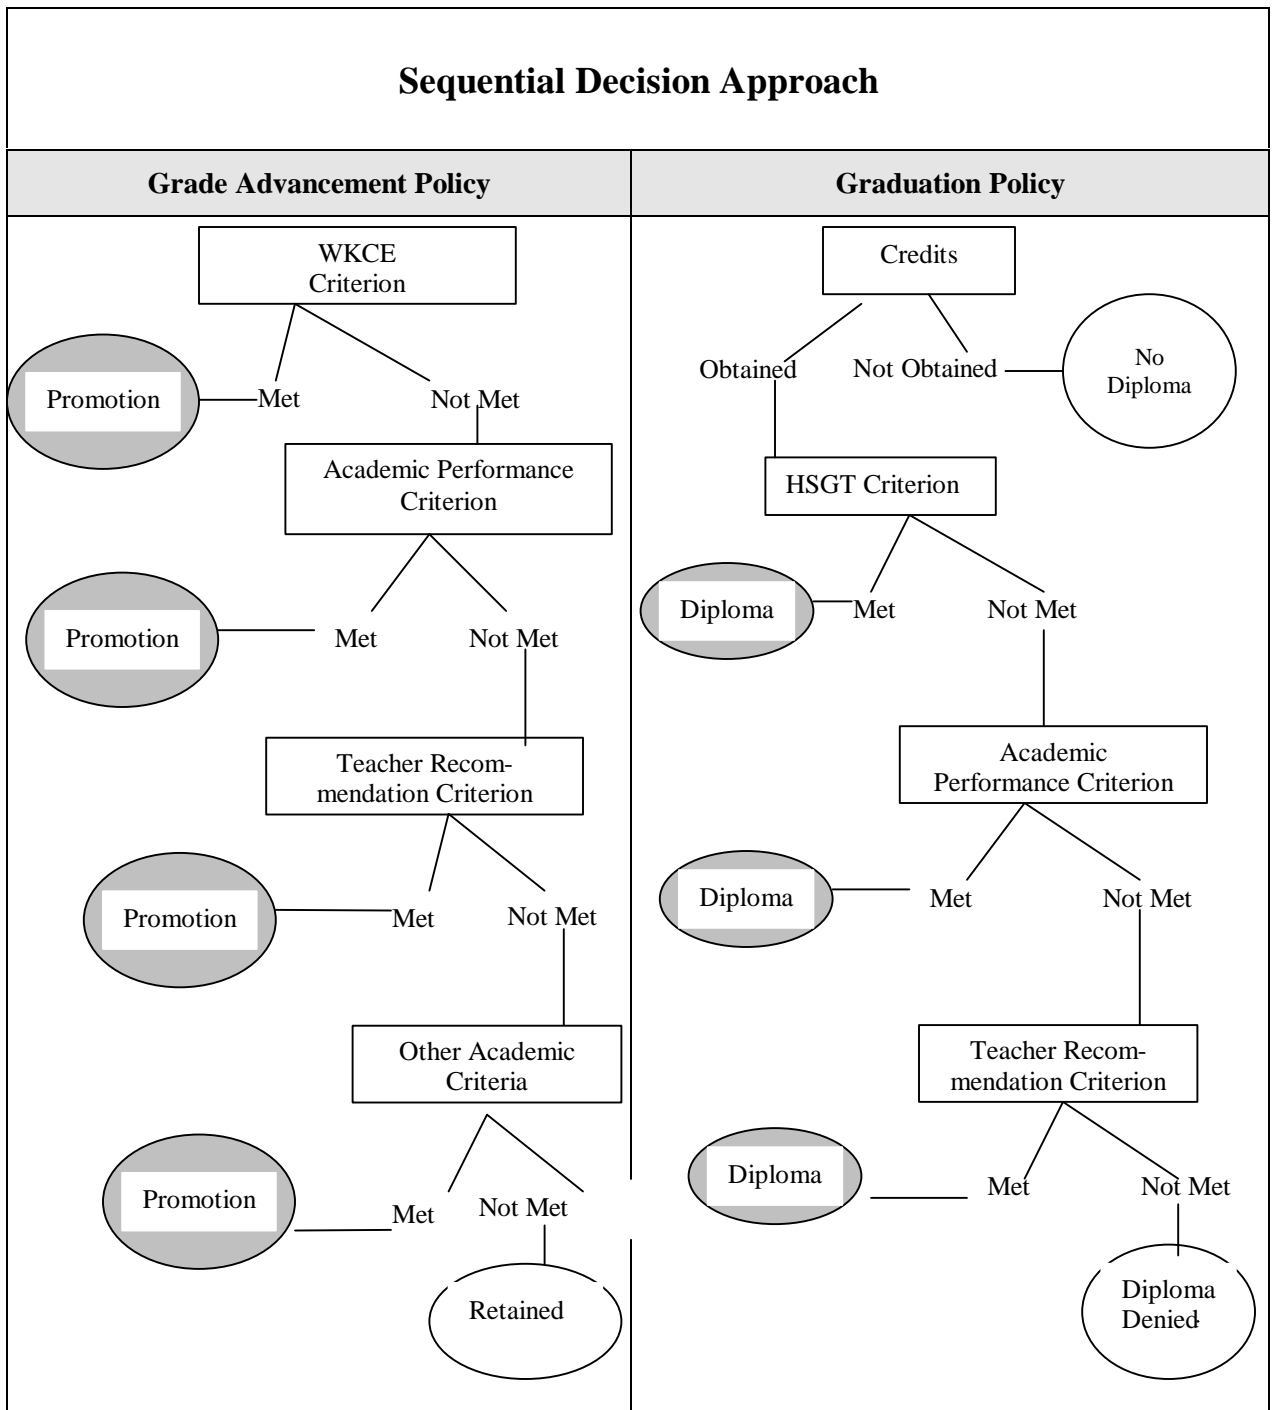 Sequential Decision Approach
Grade Advancement Policy
Graduation Policy
WKCE
Criterion
Promotion
Met
Not Met
Academic Performance
Criterion
Promotion
Met
Not Met
Teacher Recom-
mendation Criterion
Promotion
Met
Not Met
Other Academic
Criteria
Promotion
Met
Not Met
Retained
Credits
Obtained
Not Obtained
No
Diploma
HSGT Criterion
Diploma
Met
Not Met
Academic
Performance Criterion
Diploma
Met
Not Met
Teacher Recom-
mendation Criterion
Diploma
Met
Not Met
Diploma
Denied